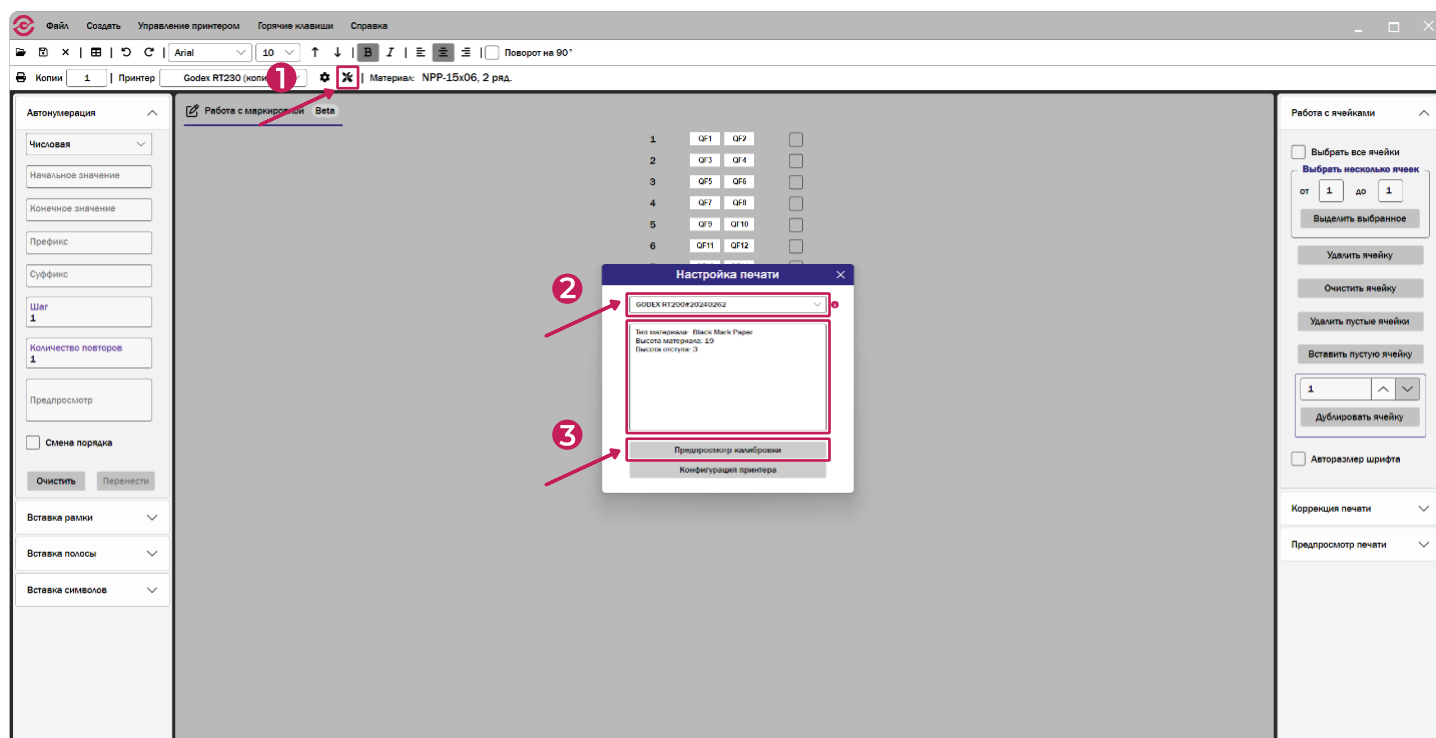 Файл Создать Управление принтером Горячие клавиши Справка
Arial 10 B I Поворот на 90°
Копии 1 Принтер Godex RT230 (копи Материал: NPP-15x06, 2 ряд.
1
Автонумерация
Числовая
Начальное значение
Конечное значение
Префикс
Суффикс
Шаг
1
Количество повторов
1
Предпросмотр
Смена порядка
Очистить Перенести
Вставка рамки
Вставка полосы
Вставка символов
Работа с маркировкой Beta
1 QF1 QF2
2 QF3 QF4
3 QF5 QF6
4 QF7 QF8
5 QF9 QF10
6 QF11 QF12
Настройка печати
2
GODEX RT200#20240262
Тип материала: Black Mark Paper
Высота материала: 19
Высота отступа: 3
3
Предпросмотр калибровки
Конфигурация принтера
Работа с ячейками
Выбрать все ячейки
Выбрать несколько ячеек
от 1 до 1
Выделить выбранное
Удалить ячейку
Очистить ячейку
Удалить пустые ячейки
Вставить пустую ячейку
1
Дублировать ячейку
Авторазмер шрифта
Коррекция печати
Предпросмотр печати